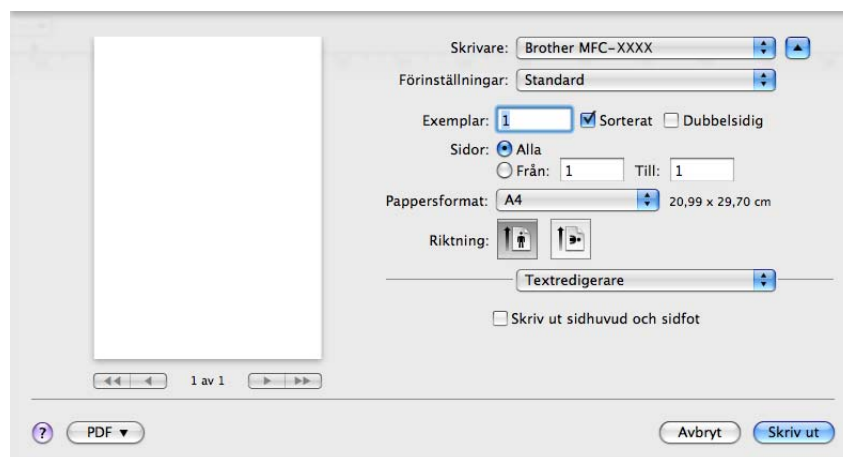 Skrivare: Brother MFC-XXXX
Förinställningar: Standard
Exemplar: 1 Sorterat Dubbelsidig
Sidor: Alla
Från: 1 Till: 1
Pappersformat: A4 20,99 x 29,70 cm
Riktning:
Textredigerare
Skriv ut sidhuvud och sidfot
1 av 1
? PDF Avbryt Skriv ut